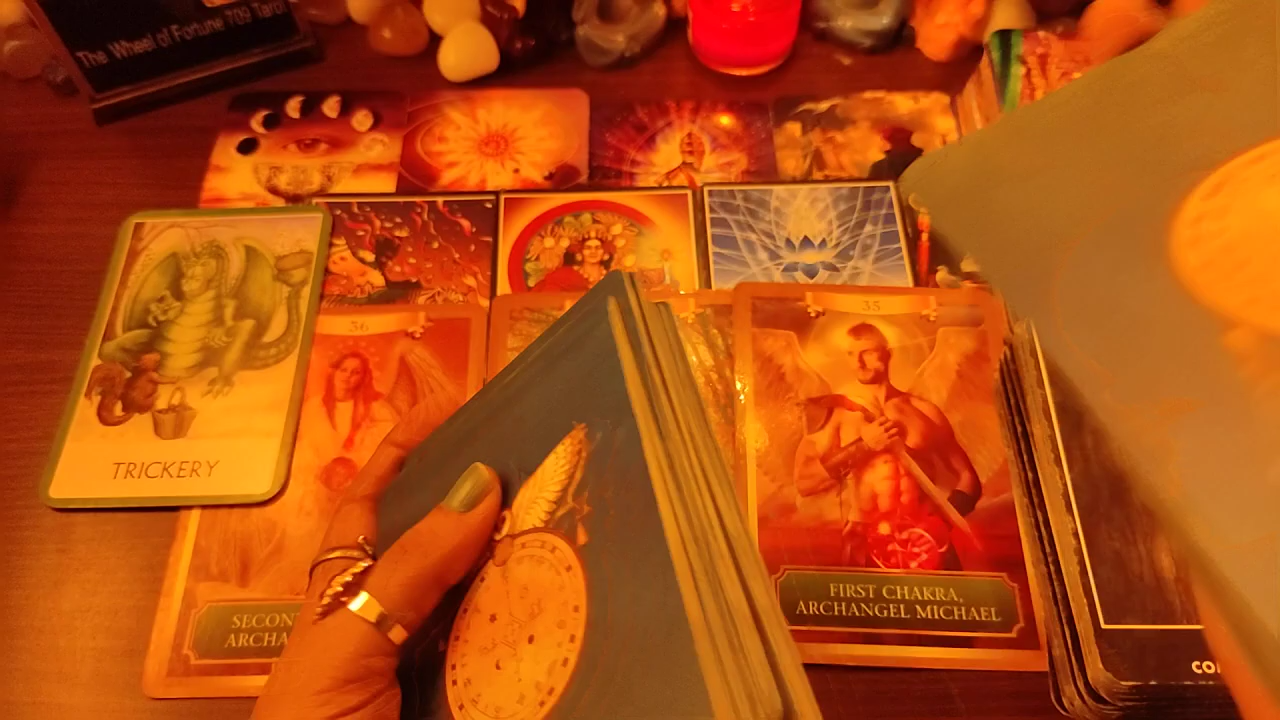 The Wheel of Fortune 709 Tarot
36
35
TRICKERY
SECON
ARCHA
FIRST CHAKRA,
ARCHANGEL MICHAEL
CO